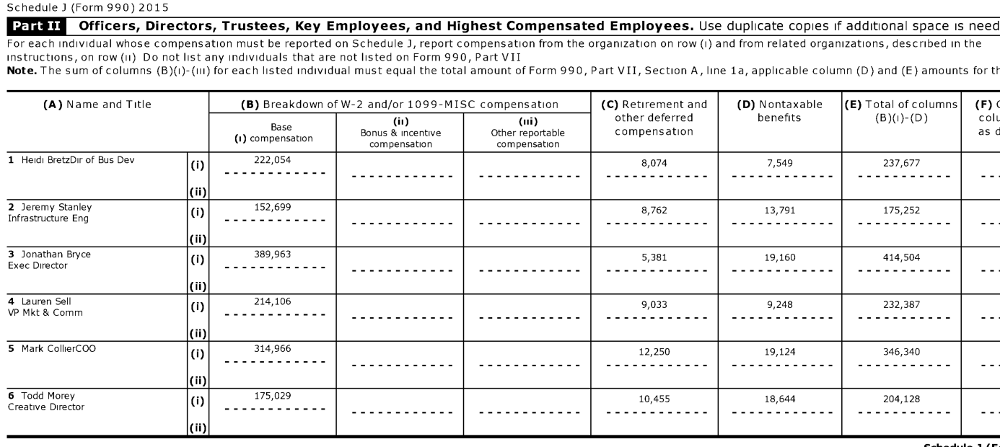 Schedule J (Form 990) 2015
Part II Officers, Directors, Trustees, Key Employees, and Highest Compensated Employees. Use duplicate copies if additional space is need
For each individual whose compensation must be reported on Schedule J, report compensation from the organization on row (i) and from related organizations, described in the
instructions, on row (ii) Do not list any individuals that are not listed on Form 990, Part VII
Note. The sum of columns (B)(i)-(iii) for each listed individual must equal the total amount of Form 990, Part VII, Section A, line 1a, applicable column (D) and (E) amounts for th
(A) Name and Title (B) Breakdown of W-2 and/or 1099-MISC compensation (C) Retirement and (D) Nontaxable (E) Total of columns (F) C
other deferred benefits (B)(i)-(D) colu
compensation as d
Base (ii) (iii)
(i) compensation Bonus & incentive Other reportable
compensation compensation
1 Heidi BretzDir of Bus Dev (i) 222,054 8,074 7,549 237,677
(ii)
2 Jeremy Stanley (i) 152,699 8,762 13,791 175,252
Infrastructure Eng
(ii)
3 Jonathan Bryce (i) 389,963 5,381 19,160 414,504
Exec Director
(ii)
4 Lauren Sell (i) 214,106 9,033 9,248 232,387
VP Mkt & Comm
(ii)
5 Mark CollierCOO (i) 314,966 12,250 19,124 346,340
(ii)
6 Todd Morey (i) 175,029 10,455 18,644 204,128
Creative Director
(ii)